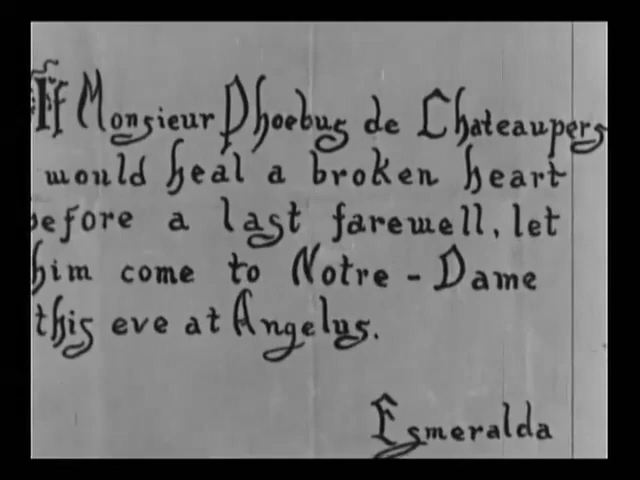 If Monsieur Phoebus de Chateaupers
would heal a broken heart
before a last farewell, let
him come to Notre-Dame
this eve at Angelus.
Esmeralda